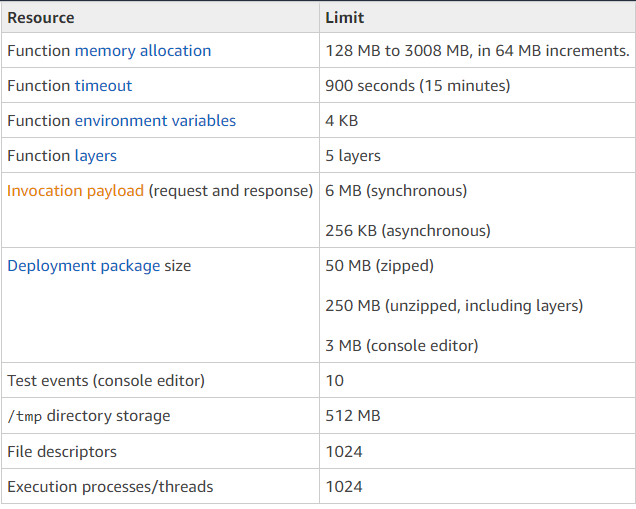 Resource Limit
Function memory allocation 128 MB to 3008 MB, in 64 MB increments.
Function timeout 900 seconds (15 minutes)
Function environment variables 4 KB
Function layers 5 layers
Invocation payload (request and response) 6 MB (synchronous)
256 KB (asynchronous)
Deployment package size 50 MB (zipped)
250 MB (unzipped, including layers)
3 MB (console editor)
Test events (console editor) 10
/tmp directory storage 512 MB
File descriptors 1024
Execution processes/threads 1024